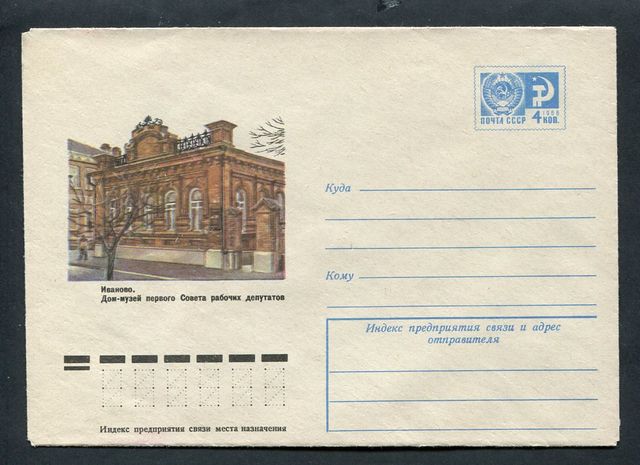 1966
ПОЧТА СССР 4 КОП.
Куда
Иваново.
Дом-музей первого Совета рабочих депутатов
Кому
Индекс предприятия связи и адрес
отправителя
Индекс предприятия связи места назначения